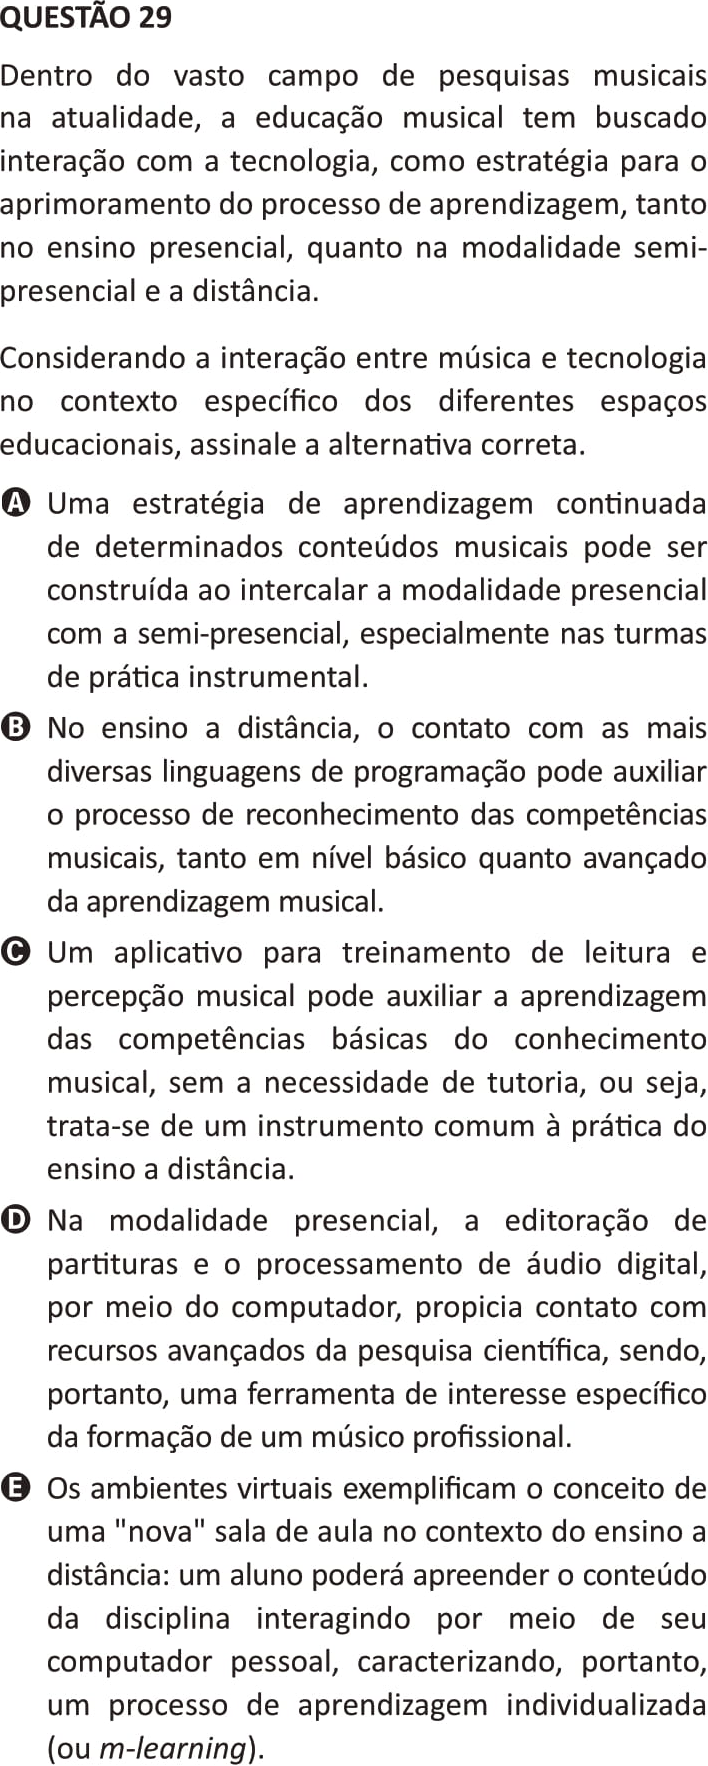 QUESTÃO 29
Dentro do vasto campo de pesquisas musicais
na atualidade, a educação musical tem buscado
interação com a tecnologia, como estratégia para o
aprimoramento do processo de aprendizagem, tanto
no ensino presencial, quanto na modalidade semi-
presencial e a distância.
Considerando a interação entre música e tecnologia
no contexto específico dos diferentes espaços
educacionais, assinale a alternativa correta.
A Uma estratégia de aprendizagem continuada
de determinados conteúdos musicais pode ser
construída ao intercalar a modalidade presencial
com a semi-presencial, especialmente nas turmas
de prática instrumental.
B No ensino a distância, o contato com as mais
diversas linguagens de programação pode auxiliar
o processo de reconhecimento das competências
musicais, tanto em nível básico quanto avançado
da aprendizagem musical.
C Um aplicativo para treinamento de leitura e
percepção musical pode auxiliar a aprendizagem
das competências básicas do conhecimento
musical, sem a necessidade de tutoria, ou seja,
trata-se de um instrumento comum à prática do
ensino a distância.
D Na modalidade presencial, a editoração de
partituras e o processamento de áudio digital,
por meio do computador, propicia contato com
recursos avançados da pesquisa científica, sendo,
portanto, uma ferramenta de interesse específico
da formação de um músico profissional.
E Os ambientes virtuais exemplificam o conceito de
uma "nova" sala de aula no contexto do ensino a
distância: um aluno poderá apreender o conteúdo
da disciplina interagindo por meio de seu
computador pessoal, caracterizando, portanto,
um processo de aprendizagem individualizada
(ou m-learning).